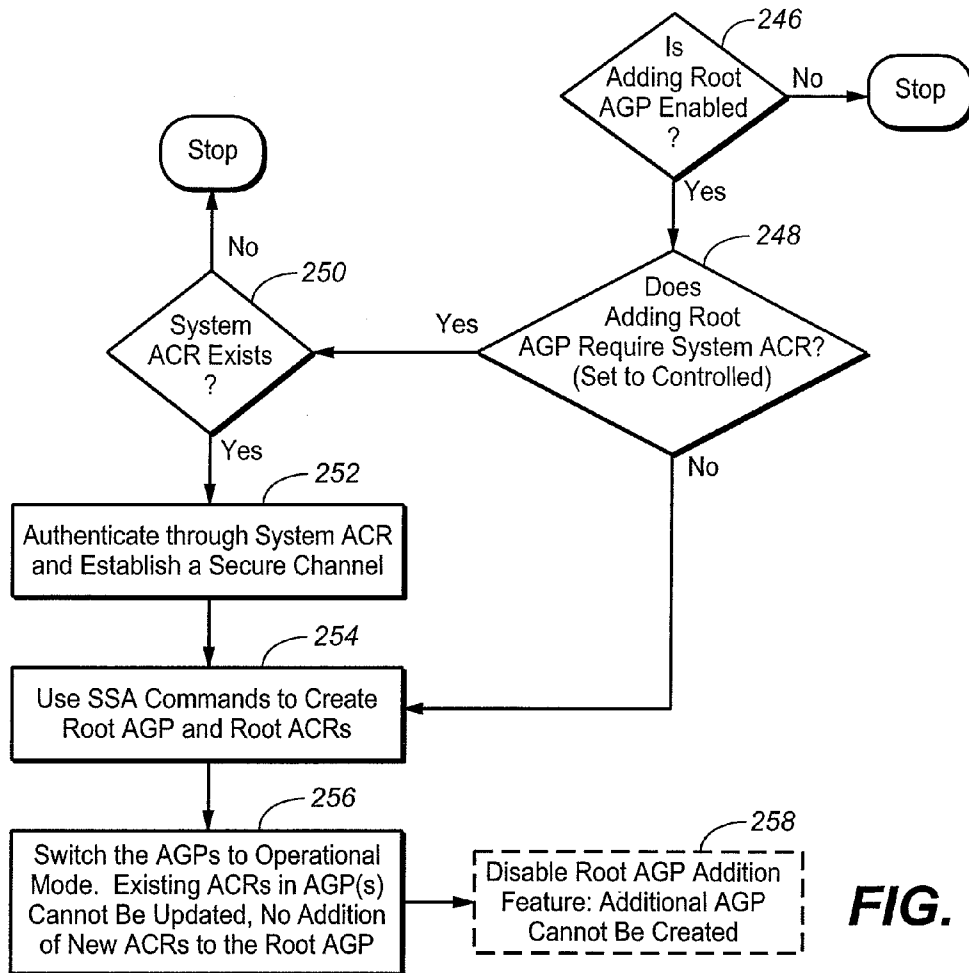 246
Is
Adding Root
AGP Enabled
?
No
Stop
Yes
248
Does
Adding Root
AGP Require System ACR?
(Set to Controlled)
Yes
No
Stop
No
250
System
ACR Exists
?
Yes
252
Authenticate through System ACR
and Establish a Secure Channel
254
Use SSA Commands to Create
Root AGP and Root ACRs
256
Switch the AGPs to Operational
Mode. Existing ACRs in AGP(s)
Cannot Be Updated, No Addition
of New ACRs to the Root AGP
258
Disable Root AGP Addition
Feature: Additional AGP
Cannot Be Created
FIG.